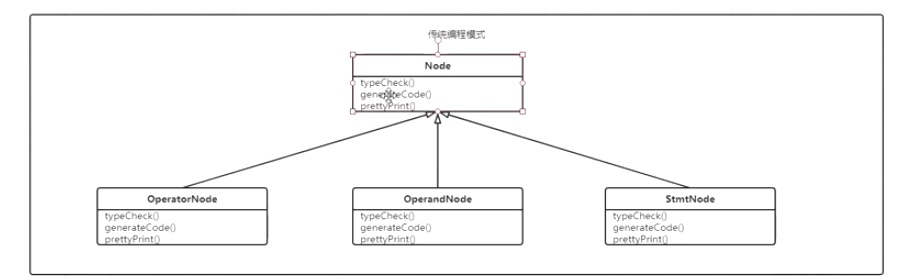 传统编程模式
Node
typeCheck()
generateCode()
prettyPrint()
OperatorNode
typeCheck()
generateCode()
prettyPrint()
OperandNode
typeCheck()
generateCode()
prettyPrint()
StmtNode
typeCheck()
generateCode()
prettyPrint()